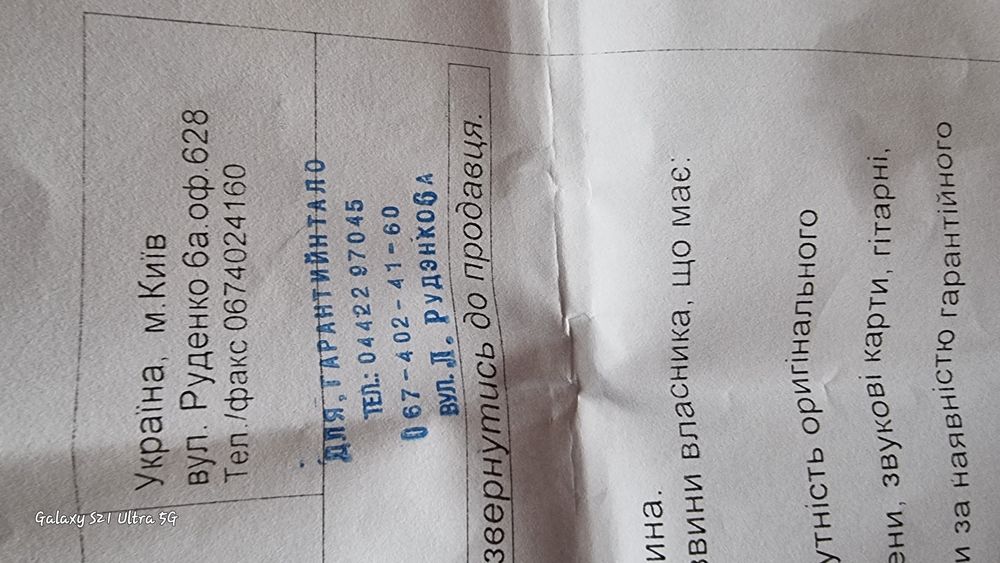 Україна, м.Київ
вул. Руденко 6а.оф.628
Тел./факс 0674024160
ДЛЯ, ГАРАНТИЙНТАЛО
ТЕЛ.: 04422 97045
067-402-41-60
ВУЛ. Л. РУДЭНКО6А
звернутись до продавця.
ина.
звини власника, що має:
утність оригінального
ени, звукові карти, гітарні,
и за наявністю гарантійного
Galaxy S21 Ultra 5G